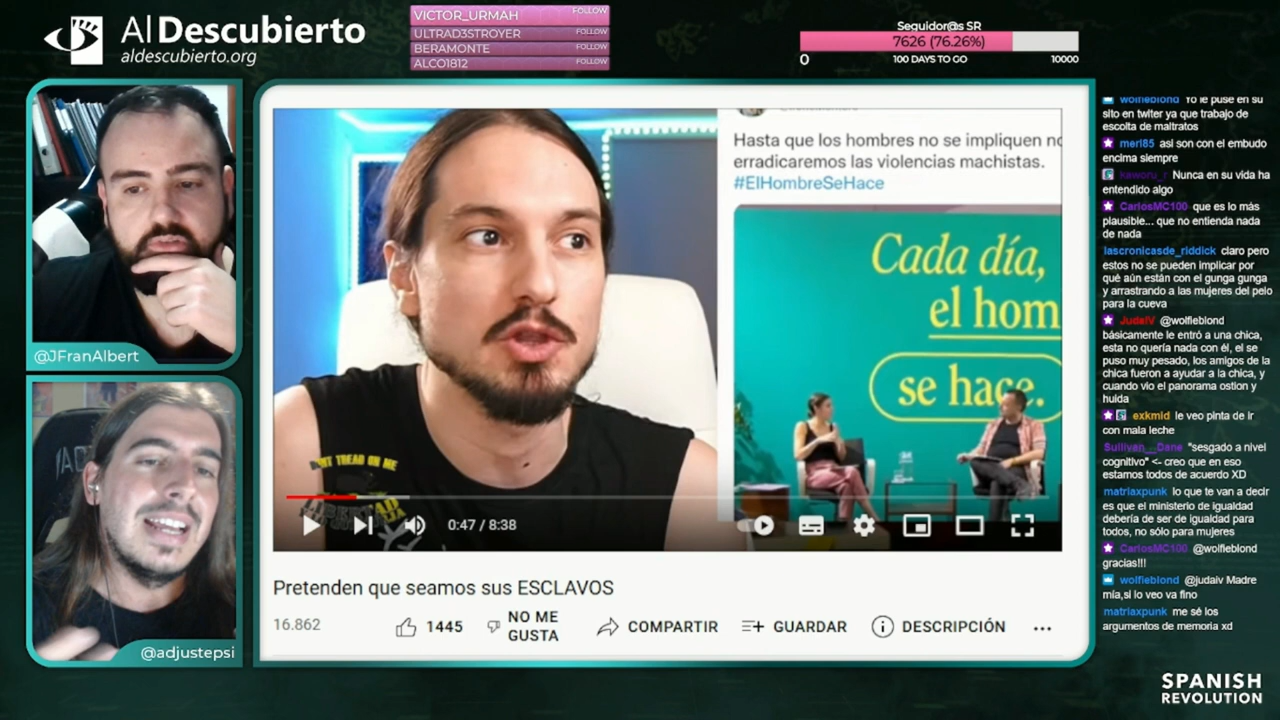 Al Descubierto
aldescubierto.org
VICTOR_URMAH FOLLOW
ULTRAD3STROYER FOLLOW
BERAMONTE FOLLOW
ALCO1812 FOLLOW
Seguidor@s SR
7626 (76.26%)
0 100 DAYS TO GO 10000
@JFranAlbert
@adjustepsi
Hasta que los hombres no se impliquen no
erradicaremos las violencias machistas.
#ElHombreSeHace
Cada día,
el hom
se hace.
TREAD ON ME
0:47 / 8:38
Pretenden que seamos sus ESCLAVOS
16.862
1445
NO ME
GUSTA
COMPARTIR
GUARDAR
DESCRIPCIÓN
wolfieblond Yo le puse en su
sito en twiter ya que trabajo de
escolta de maltratos
merl85 asi son con el embudo
encima siempre
kaworu_r Nunca en su vida ha
entendido algo
CarlosMC100 que es lo más
plausible... que no entienda nada
de nada
lascronicasde_riddick claro pero
estos no se pueden implicar por
qué aún están con el gunga gunga
y arrastrando a las mujeres del pelo
para la cueva
JudaIV @wolfieblond
básicamente le entró a una chica,
esta no quería nada con él, el se
puso muy pesado, los amigos de la
chica fueron a ayudar a la chica, y
cuando vio el panorama ostion y
huida
exkmid le veo pinta de ir
con mala leche
Sullivan__Dane "sesgado a nivel
cognitivo" <- creo que en eso
estamos todos de acuerdo XD
matriaxpunk lo que te van a decir
es que el ministerio de igualdad
debería de ser de igualdad para
todos, no sólo para mujeres
CarlosMC100 @wolfieblond
gracias!!!
wolfieblond @judaiv Madre
mía,si lo veo va fino
matriaxpunk me sé los
argumentos de memoria xd
SPANISH
REVOLUTION